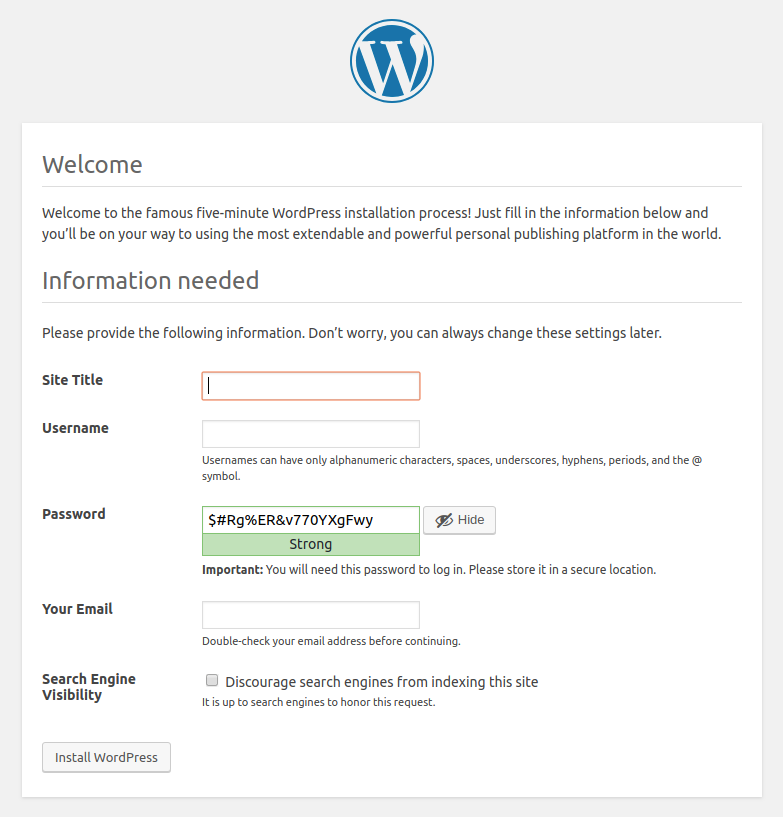 Welcome
Welcome to the famous five-minute WordPress installation process! Just fill in the information below and
you’ll be on your way to using the most extendable and powerful personal publishing platform in the world.
Information needed
Please provide the following information. Don’t worry, you can always change these settings later.
Site Title
Username
Usernames can have only alphanumeric characters, spaces, underscores, hyphens, periods, and the @
symbol.
Password
$#Rg%ER&v770YXgFwy
Hide
Strong
Important: You will need this password to log in. Please store it in a secure location.
Your Email
Double-check your email address before continuing.
Search Engine
Visibility
Discourage search engines from indexing this site
It is up to search engines to honor this request.
Install WordPress